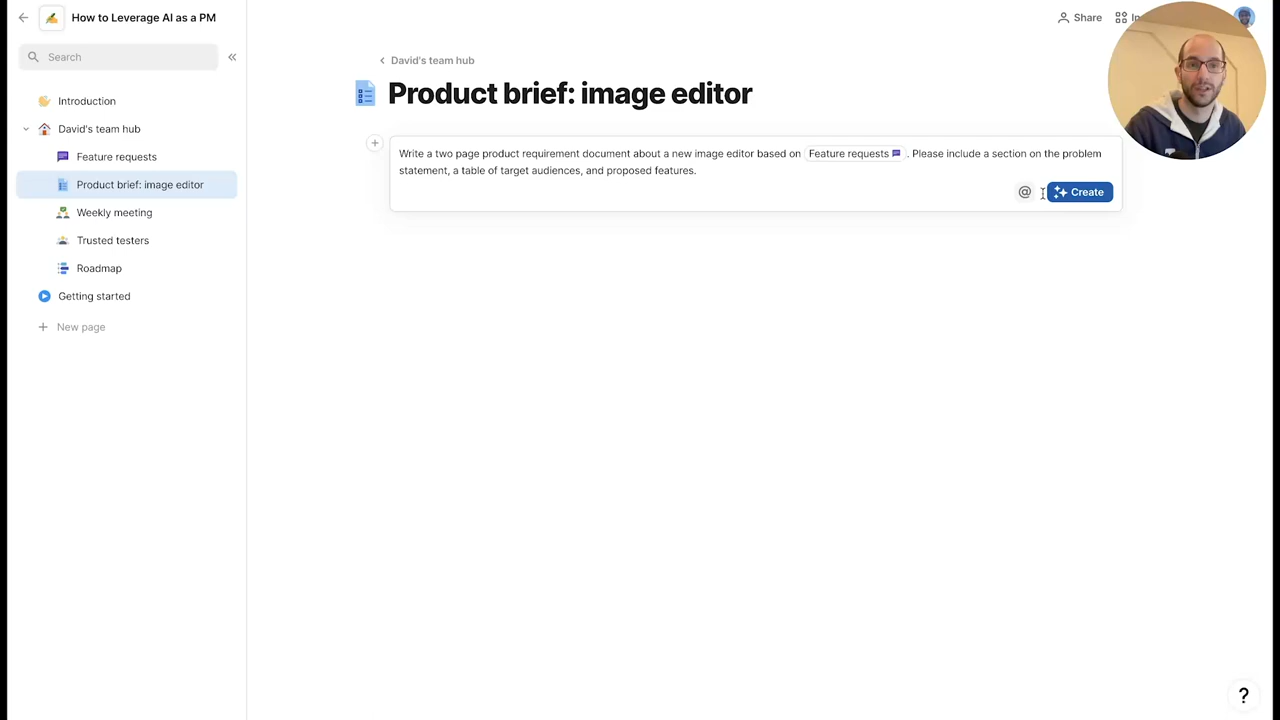 How to Leverage AI as a PM
Share
Search
Introduction
David's team hub
Feature requests
Product brief: image editor
Weekly meeting
Trusted testers
Roadmap
Getting started
New page
David's team hub
Product brief: image editor
Write a two page product requirement document about a new image editor based on Feature requests . Please include a section on the problem
statement, a table of target audiences, and proposed features.
@ Create
?